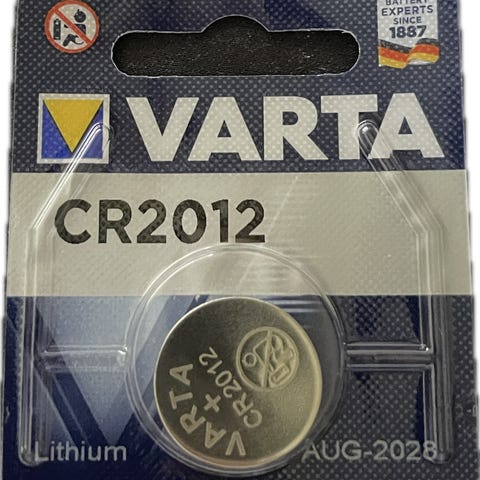 BATTERY
EXPERTS
SINCE
1887
VARTA
CR2012
VARTA
+
CR2012
Lithium
AUG-2028